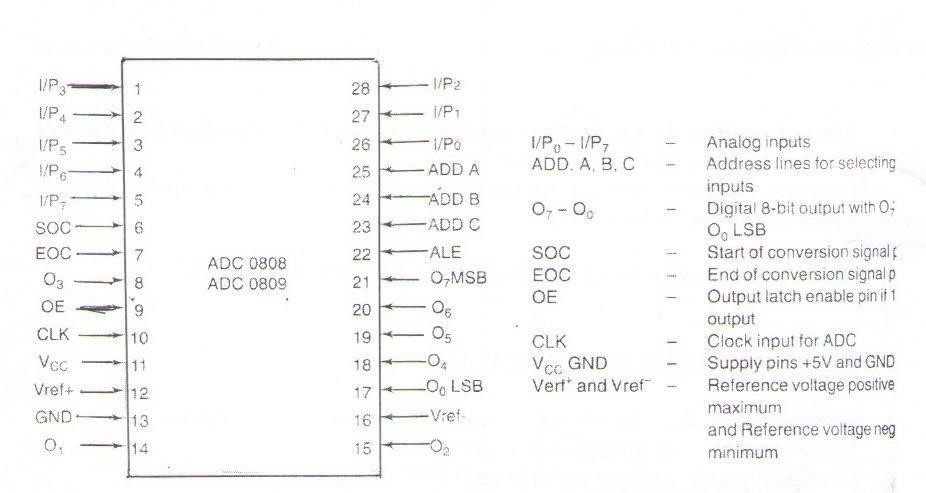 I/P3 1 28 I/P2
I/P4 2 27 I/P1
I/P5 3 26 I/P0
I/P6 4 25 ADD A
I/P7 5 24 ADD B
SOC 6 23 ADD C
EOC 7 22 ALE
O3 8 21 O7MSB
OE 9 20 O6
CLK 10 19 O5
VCC 11 18 O4
Vref+ 12 17 O0 LSB
GND 13 16 Vref-
O1 14 15 O2
ADC 0808
ADC 0809
I/P0 – I/P7 – Analog inputs
ADD. A, B, C – Address lines for selecting
inputs
O7 – O0 – Digital 8-bit output with O7
O0 LSB
SOC – Start of conversion signal p
EOC – End of conversion signal p
OE – Output latch enable pin if 1
output
CLK – Clock input for ADC
VCC GND – Supply pins +5V and GND
Verf+ and Vref– – Reference voltage positive
maximum
and Reference voltage neg
minimum